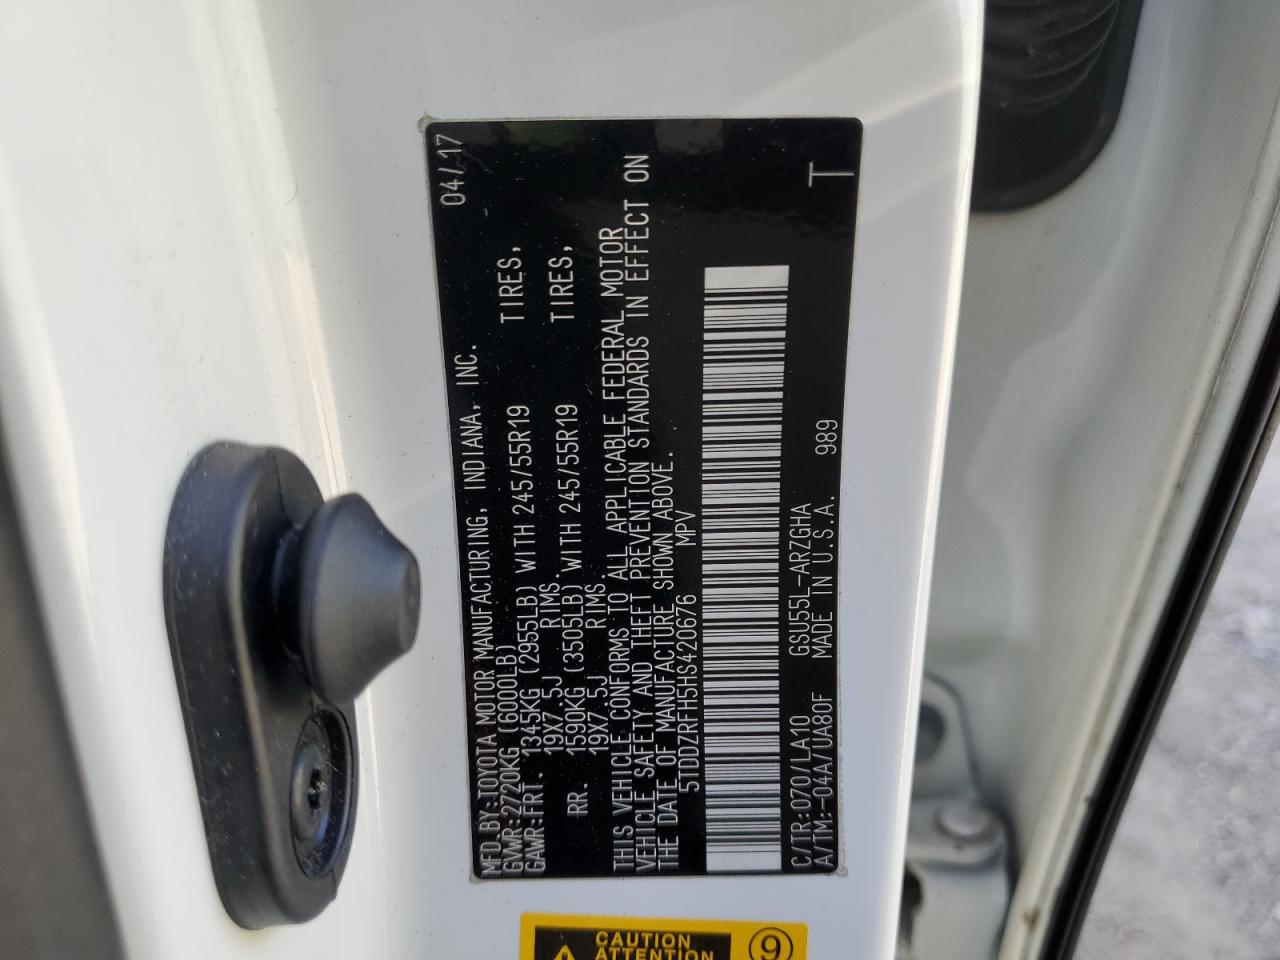 04/17
MFD.BY:TOYOTA MOTOR MANUFACTURING, INDIANA, INC.
GVWR:2720KG (6000LB)
GAWR:FRT. 1345KG (2955LB) WITH 245/55R19 TIRES,
19X7.5J RIMS.
RR. 1590KG (3505LB) WITH 245/55R19 TIRES,
19X7.5J RIMS.
THIS VEHICLE CONFORMS TO ALL APPLICABLE FEDERAL MOTOR
VEHICLE SAFETY AND THEFT PREVENTION STANDARDS IN EFFECT ON
THE DATE OF MANUFACTURE SHOWN ABOVE.
5TDDZRFH5HS420676 MPV
C/TR:070/LA10 GSU55L-ARZGHA
A/TM:-04A/UA80F MADE IN U.S.A. 989
T
CAUTION
ATTENTION
9